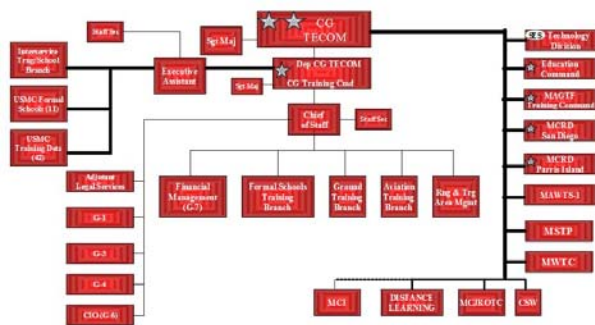 CG
TECOM
Staff Sec
Sgt Maj
Interservice
Trng/School
Branch
Executive
Assistant
Dep CG TECOM
CG Training Cmd
Sgt Maj
USMC Formal
Schools (11)
USMC
Training Dets
(42)
Chief
of Staff
Staff Sec
Adjutant
Legal Services
G-1
G-3
G-4
CIO (G 6)
Financial
Management
(G-7)
Formal Schools
Training
Branch
Ground
Training
Branch
Aviation
Training
Branch
Rng & Trg
Area Mgmt
SES Technology
Division
Education
Command
MAGTF
Training Command
MCRD
San Diego
MCRD
Parris Island
MAWTS-1
MSTP
MWTC
MCI
DISTANCE
LEARNING
MCJROTC
CSW